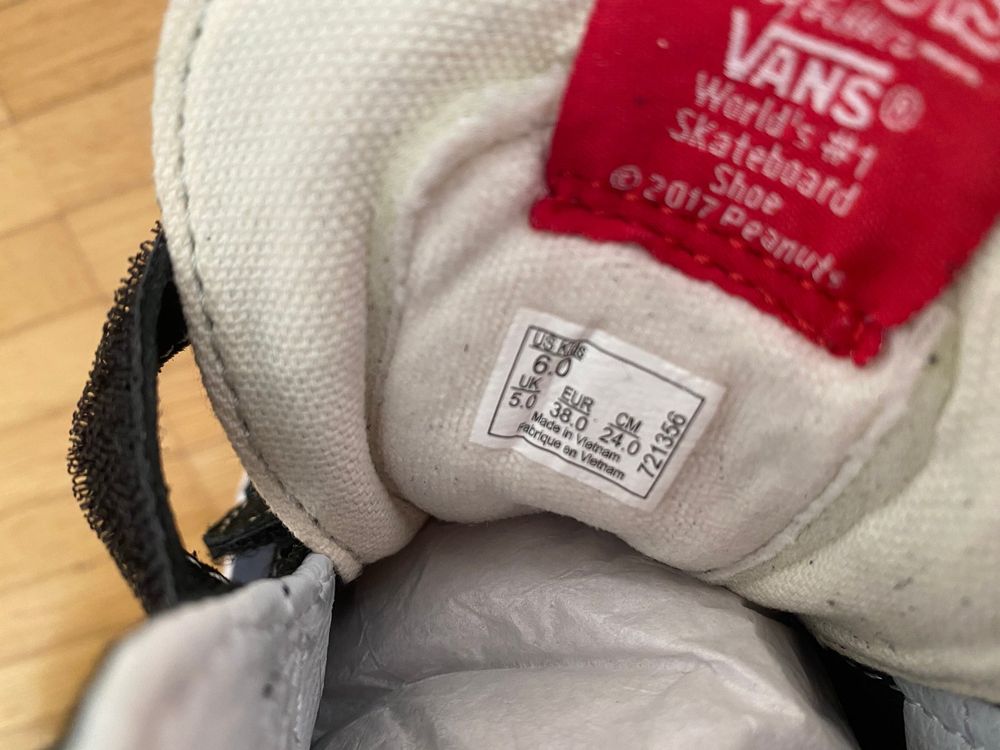 VANS®
World's #1
Skateboard
Shoe
© 2017 Peanuts
US Kids
6.0
UK EUR CM
5.0 38.0 24.0
Made in Vietnam
Fabrique en Vietnam
721356